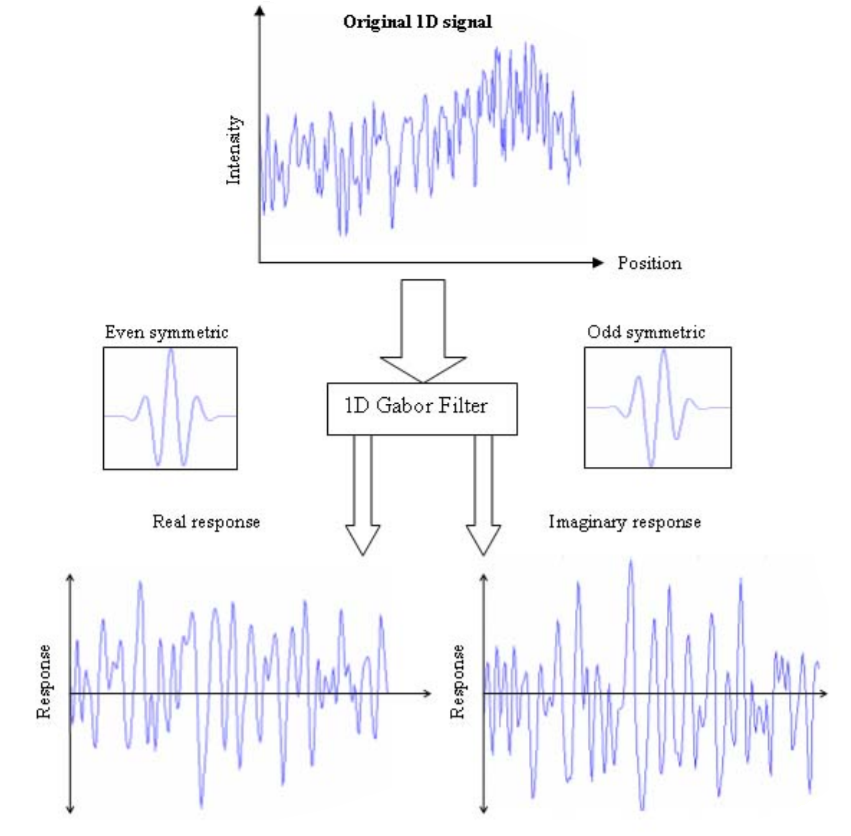 Original 1D signal
Intensity
Position
Even symmetric
Odd symmetric
1D Gabor Filter
Real response
Imaginary response
Response
Response